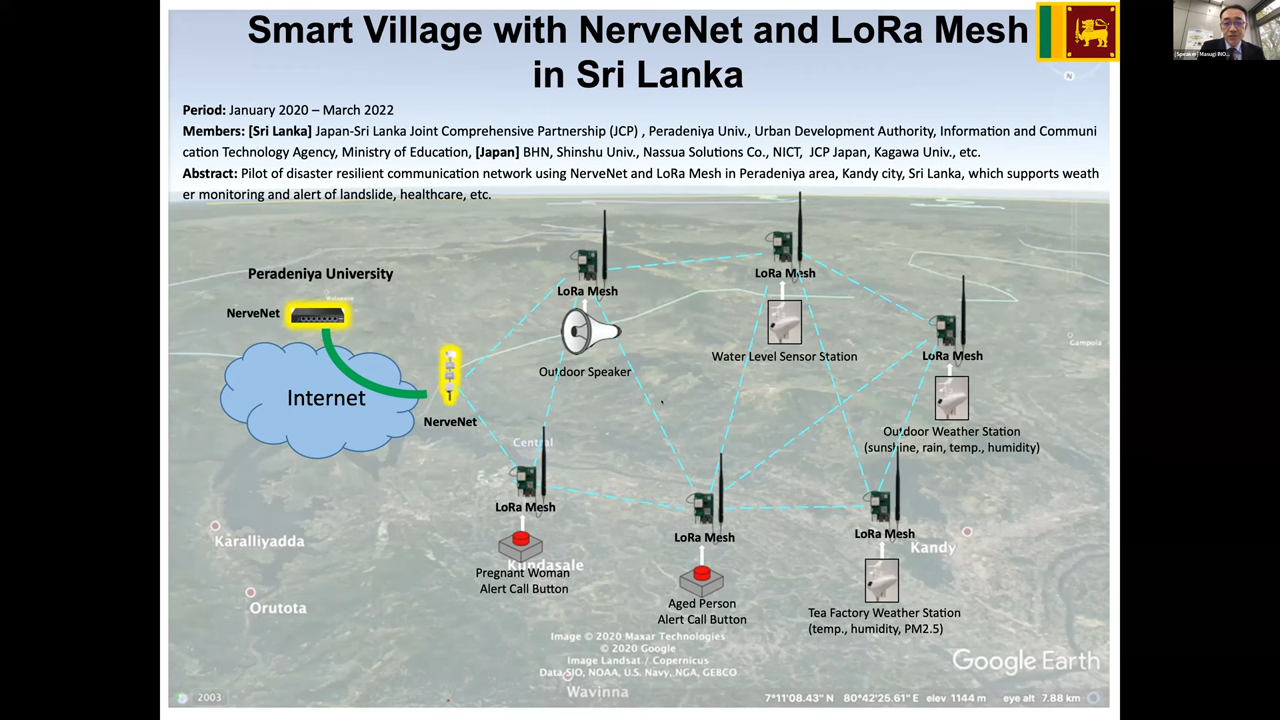 Smart Village with NerveNet and LoRa Mesh
in Sri Lanka
Period: January 2020 – March 2022
Members: [Sri Lanka] Japan-Sri Lanka Joint Comprehensive Partnership (JCP) , Peradeniya Univ., Urban Development Authority, Information and Communi
cation Technology Agency, Ministry of Education, [Japan] BHN, Shinshu Univ., Nassua Solutions Co., NICT, JCP Japan, Kagawa Univ., etc.
Abstract: Pilot of disaster resilient communication network using NerveNet and LoRa Mesh in Peradeniya area, Kandy city, Sri Lanka, which supports weath
er monitoring and alert of landslide, healthcare, etc.
N
Peradeniya University
NerveNet
Internet
NerveNet
LoRa Mesh
Outdoor Speaker
LoRa Mesh
Water Level Sensor Station
LoRa Mesh
Outdoor Weather Station
(sunshine, rain, temp., humidity)
Gampola
Central
LoRa Mesh
Pregnant Woman
Alert Call Button
Kundasale
LoRa Mesh
Aged Person
Alert Call Button
LoRa Mesh
Tea Factory Weather Station
(temp., humidity, PM2.5)
Kandy
Karalliyadda
Orutota
Image © 2020 Maxar Technologies
© 2020 Google
Image Landsat / Copernicus
Data SIO, NOAA, U.S. Navy, NGA, GEBCO
Google Earth
Wavinna
2003
7°11'08.43" N 80°42'25.61" E elev 1144 m eye alt 7.88 km